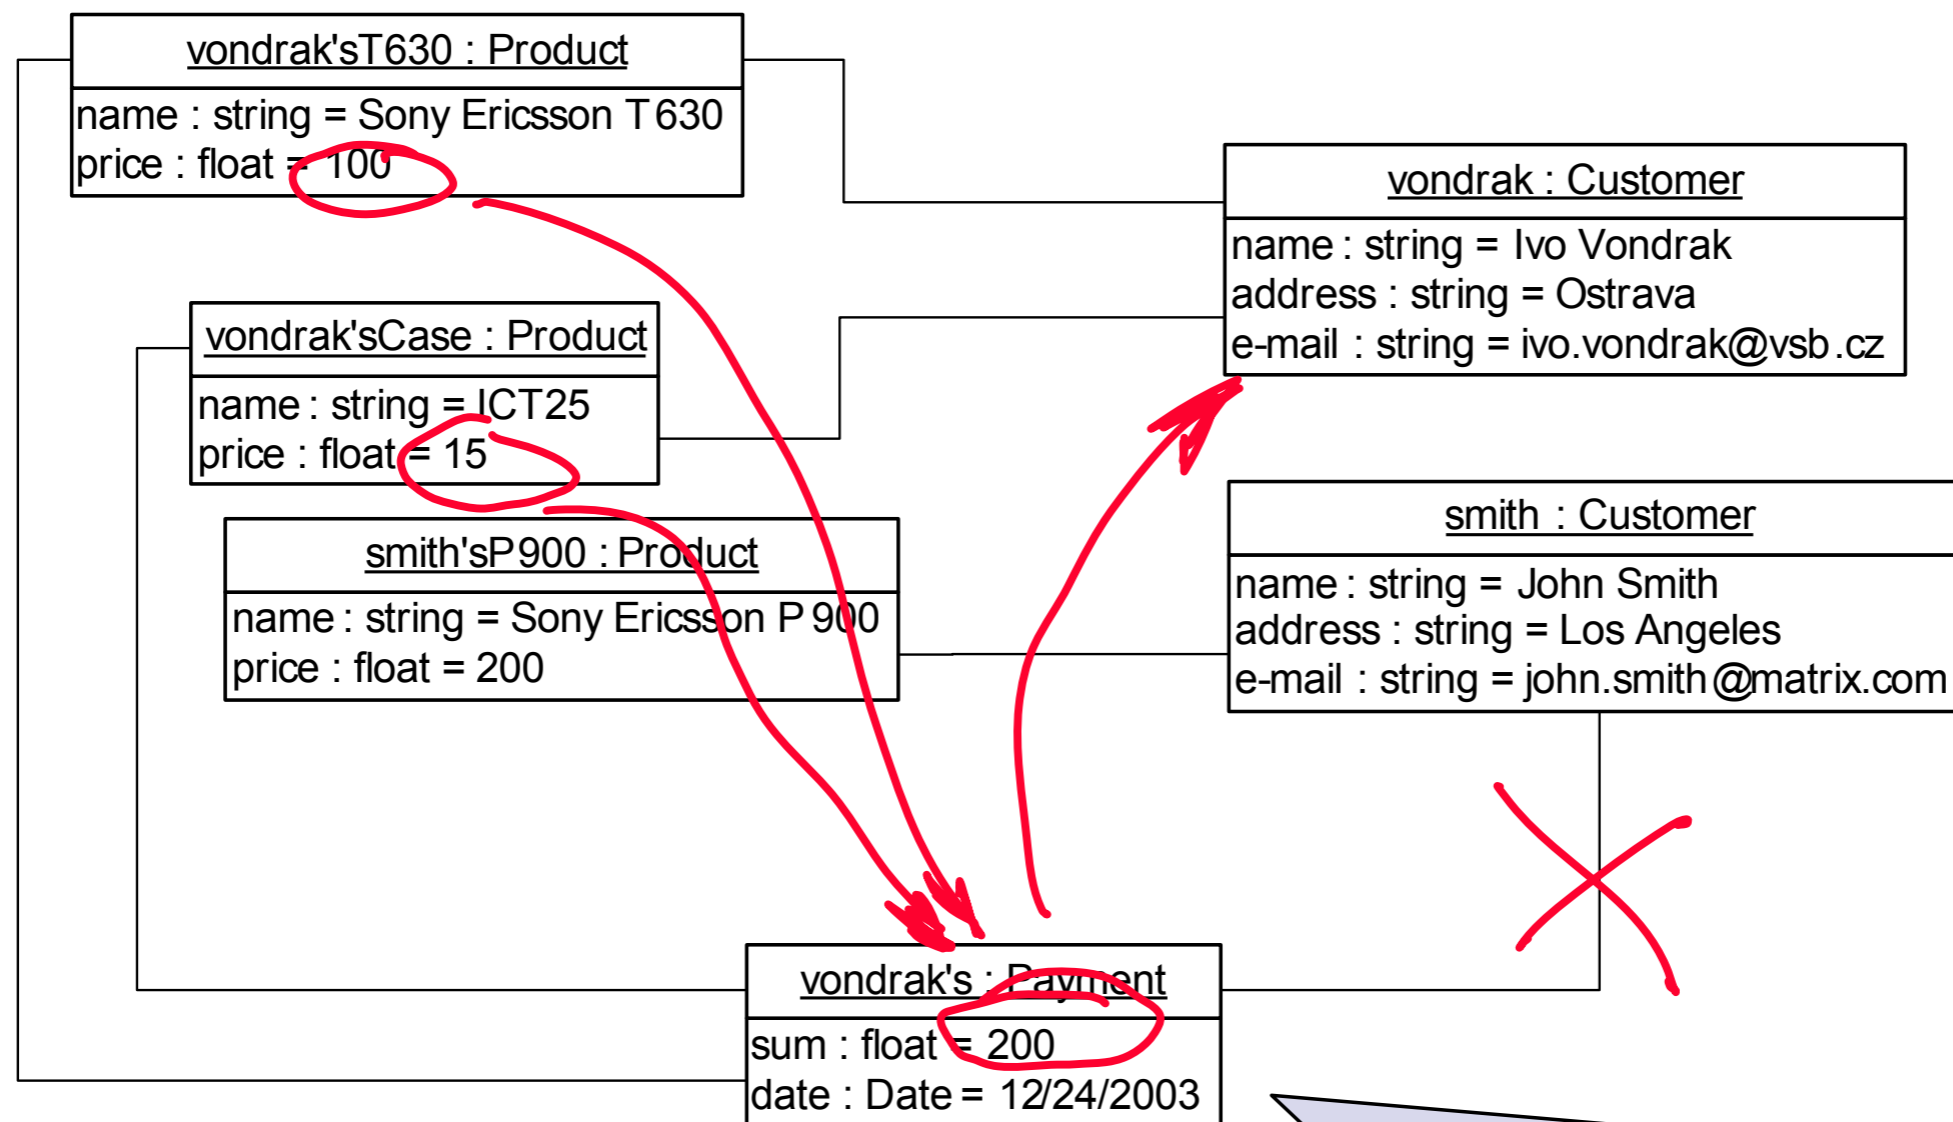 vondrak'sT630 : Product
name : string = Sony Ericsson T630
price : float = 100
vondrak : Customer
name : string = Ivo Vondrak
address : string = Ostrava
e-mail : string = ivo.vondrak@vsb.cz
vondrak'sCase : Product
name : string = ICT25
price : float = 15
smith : Customer
name : string = John Smith
address : string = Los Angeles
e-mail : string = john.smith@matrix.com
smith'sP900 : Product
name : string = Sony Ericsson P900
price : float = 200
vondrak's : Payment
sum : float = 200
date : Date = 12/24/2003